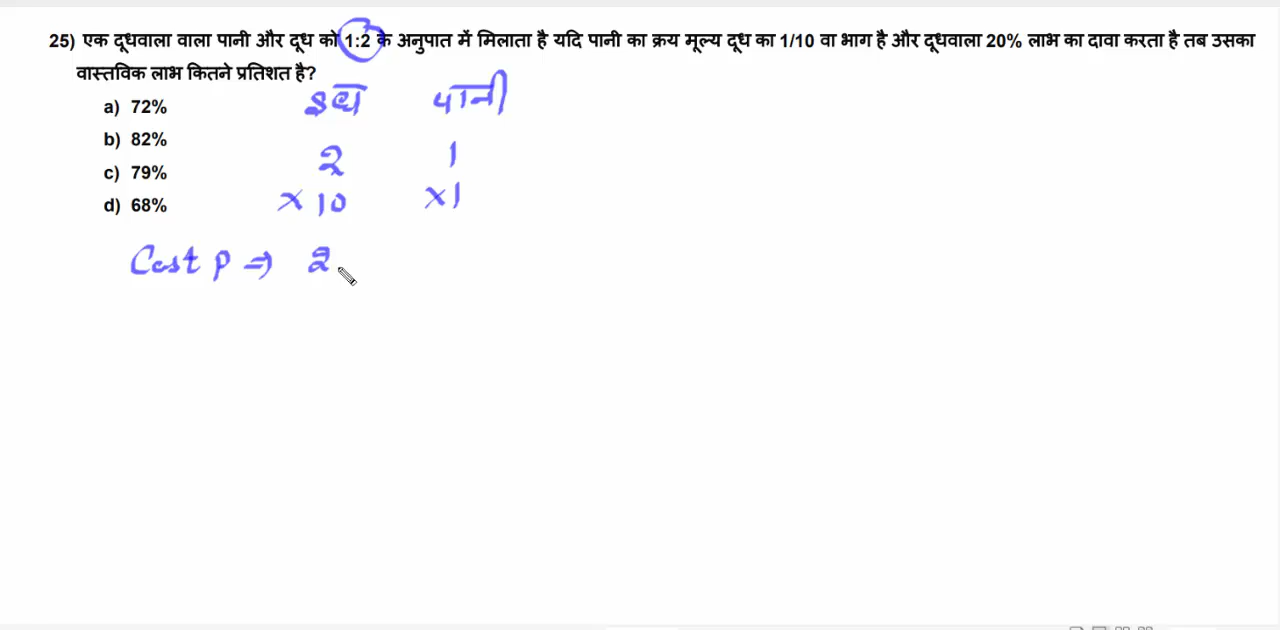 25) एक दूधवाला वाला पानी और दूध को 1:2 के अनुपात में मिलाता है यदि पानी का क्रय मूल्य दूध का 1/10 वा भाग है और दूधवाला 20% लाभ का दावा करता है तब उसका
वास्तविक लाभ कितने प्रतिशत है?
दूध पानी
a) 72%
b) 82%
2 1
c) 79%
d) 68%
× 10 ×1
Cost P ⇒ 2